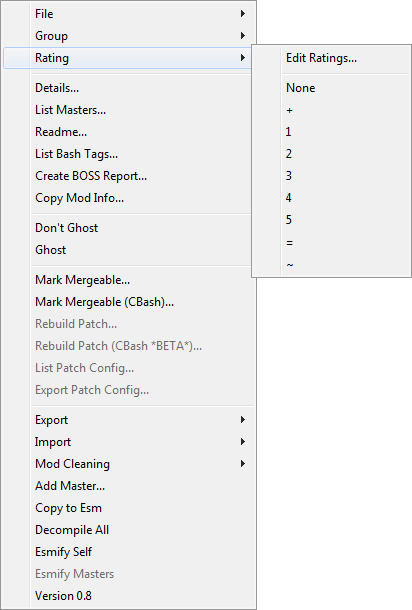 File
Group
Rating
Edit Ratings...
None
+
1
2
3
4
5
=
~
Details...
List Masters...
Readme...
List Bash Tags...
Create BOSS Report...
Copy Mod Info...
Don't Ghost
Ghost
Mark Mergeable...
Mark Mergeable (CBash)...
Rebuild Patch...
Rebuild Patch (CBash *BETA*)...
List Patch Config...
Export Patch Config...
Export
Import
Mod Cleaning
Add Master...
Copy to Esm
Decompile All
Esmify Self
Esmify Masters
Version 0.8